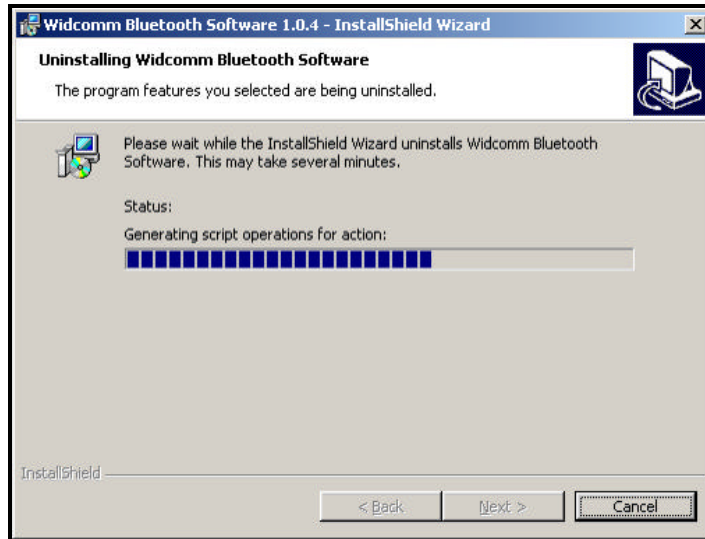 Widcomm Bluetooth Software 1.0.4 - InstallShield Wizard
Uninstalling Widcomm Bluetooth Software
The program features you selected are being uninstalled.
Please wait while the InstallShield Wizard uninstalls Widcomm Bluetooth
Software. This may take several minutes.
Status:
Generating script operations for action:
InstallShield
< Back
Next >
Cancel